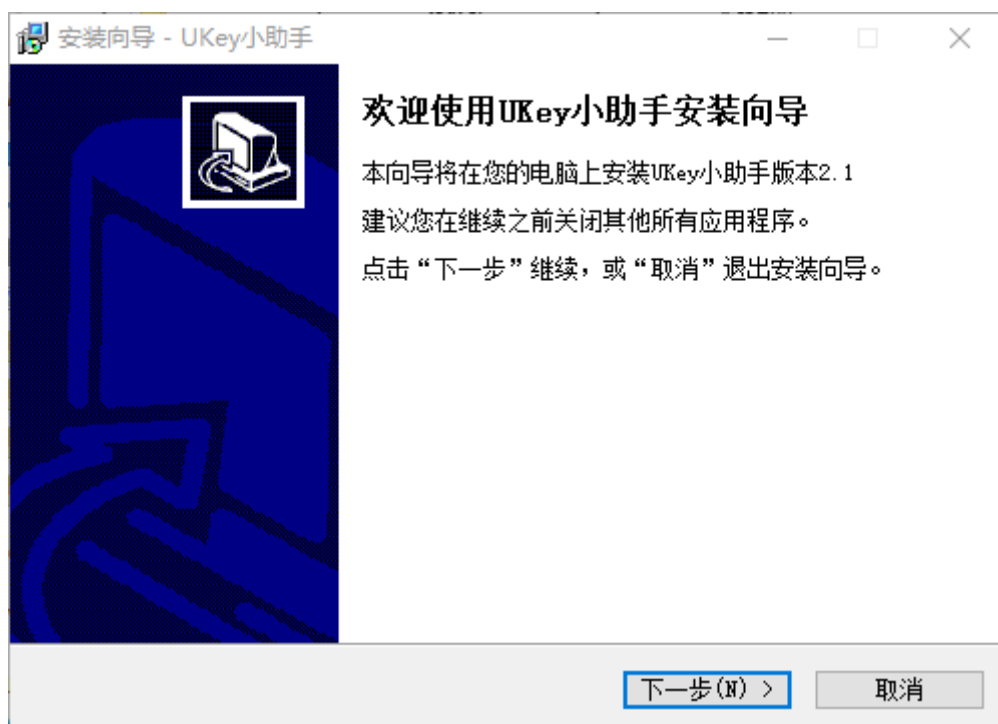 安装向导 - UKey小助手
欢迎使用UKey小助手安装向导
本向导将在您的电脑上安装UKey小助手版本2.1
建议您在继续之前关闭其他所有应用程序。
点击“下一步”继续，或“取消”退出安装向导。
下一步(N) >
取消